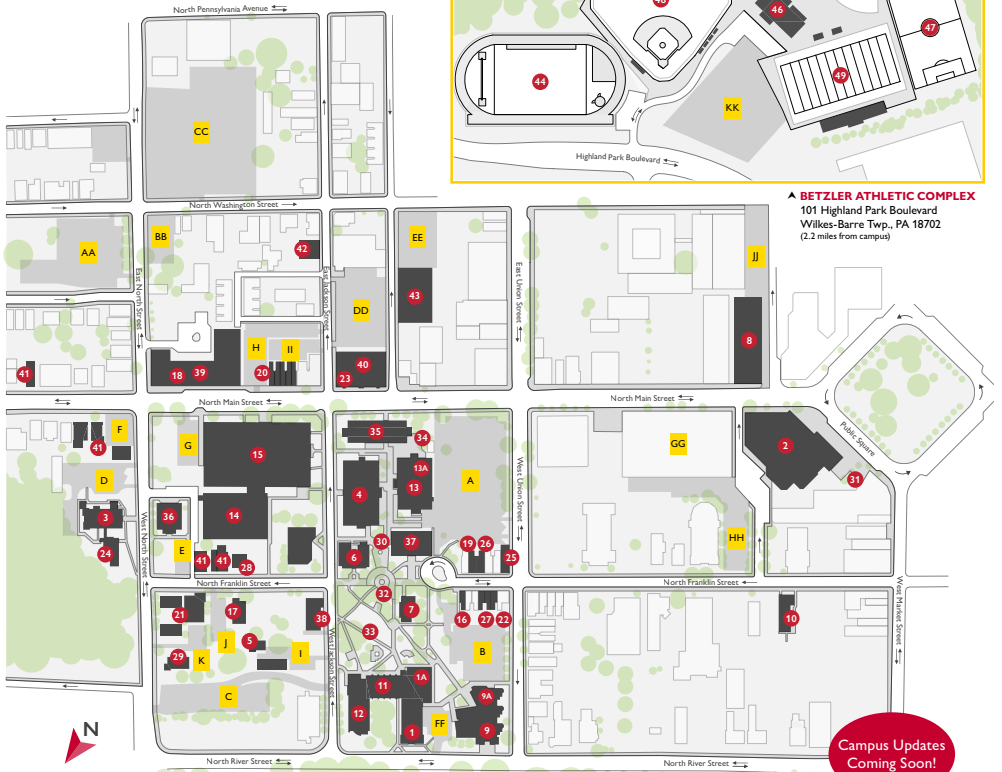 North Pennsylvania Avenue
48
46
47
44
49
KK
CC
Highland Park Boulevard
BETZLER ATHLETIC COMPLEX
101 Highland Park Boulevard
Wilkes-Barre Twp., PA 18702
(2.2 miles from campus)
North Washington Street
BB
EE
AA
42
JJ
East North Street
East Jackson Street
East Union Street
43
DD
8
H
II
40
41
18
39
20
23
North Main Street
North Main Street
F
G
35
34
GG
Public Square
41
15
13A
2
D
4
13
A
31
West North Street
West Union Street
3
36
14
24
E
30
37
19
26
HH
41
41
28
6
25
North Franklin Street
North Franklin Street
West Market Street
32
21
17
38
7
16
27
22
10
33
J
5
29
K
I
West Jackson Street
B
C
11
1A
12
9A
FF
1
9
N
Campus Updates
Coming Soon!
North River Street
North River Street